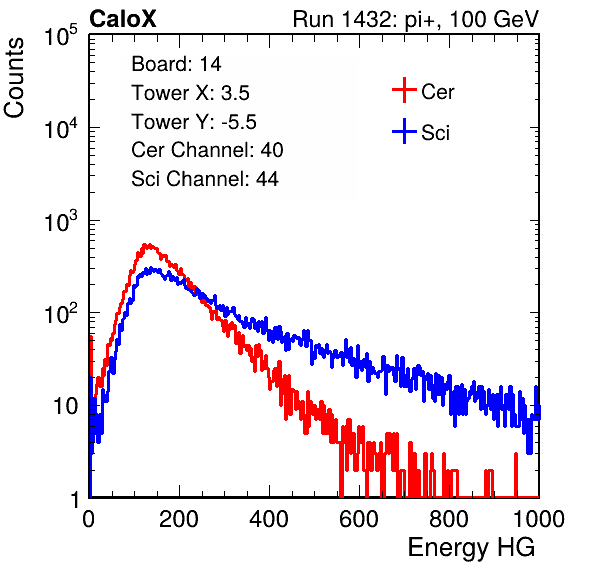 CaloX Run 1432: pi+, 100 GeV
Counts
10^5
10^4
10^3
10^2
10
1
Board: 14
Tower X: 3.5
Tower Y: -5.5
Cer Channel: 40
Sci Channel: 44
Cer
Sci
0 200 400 600 800 1000
Energy HG